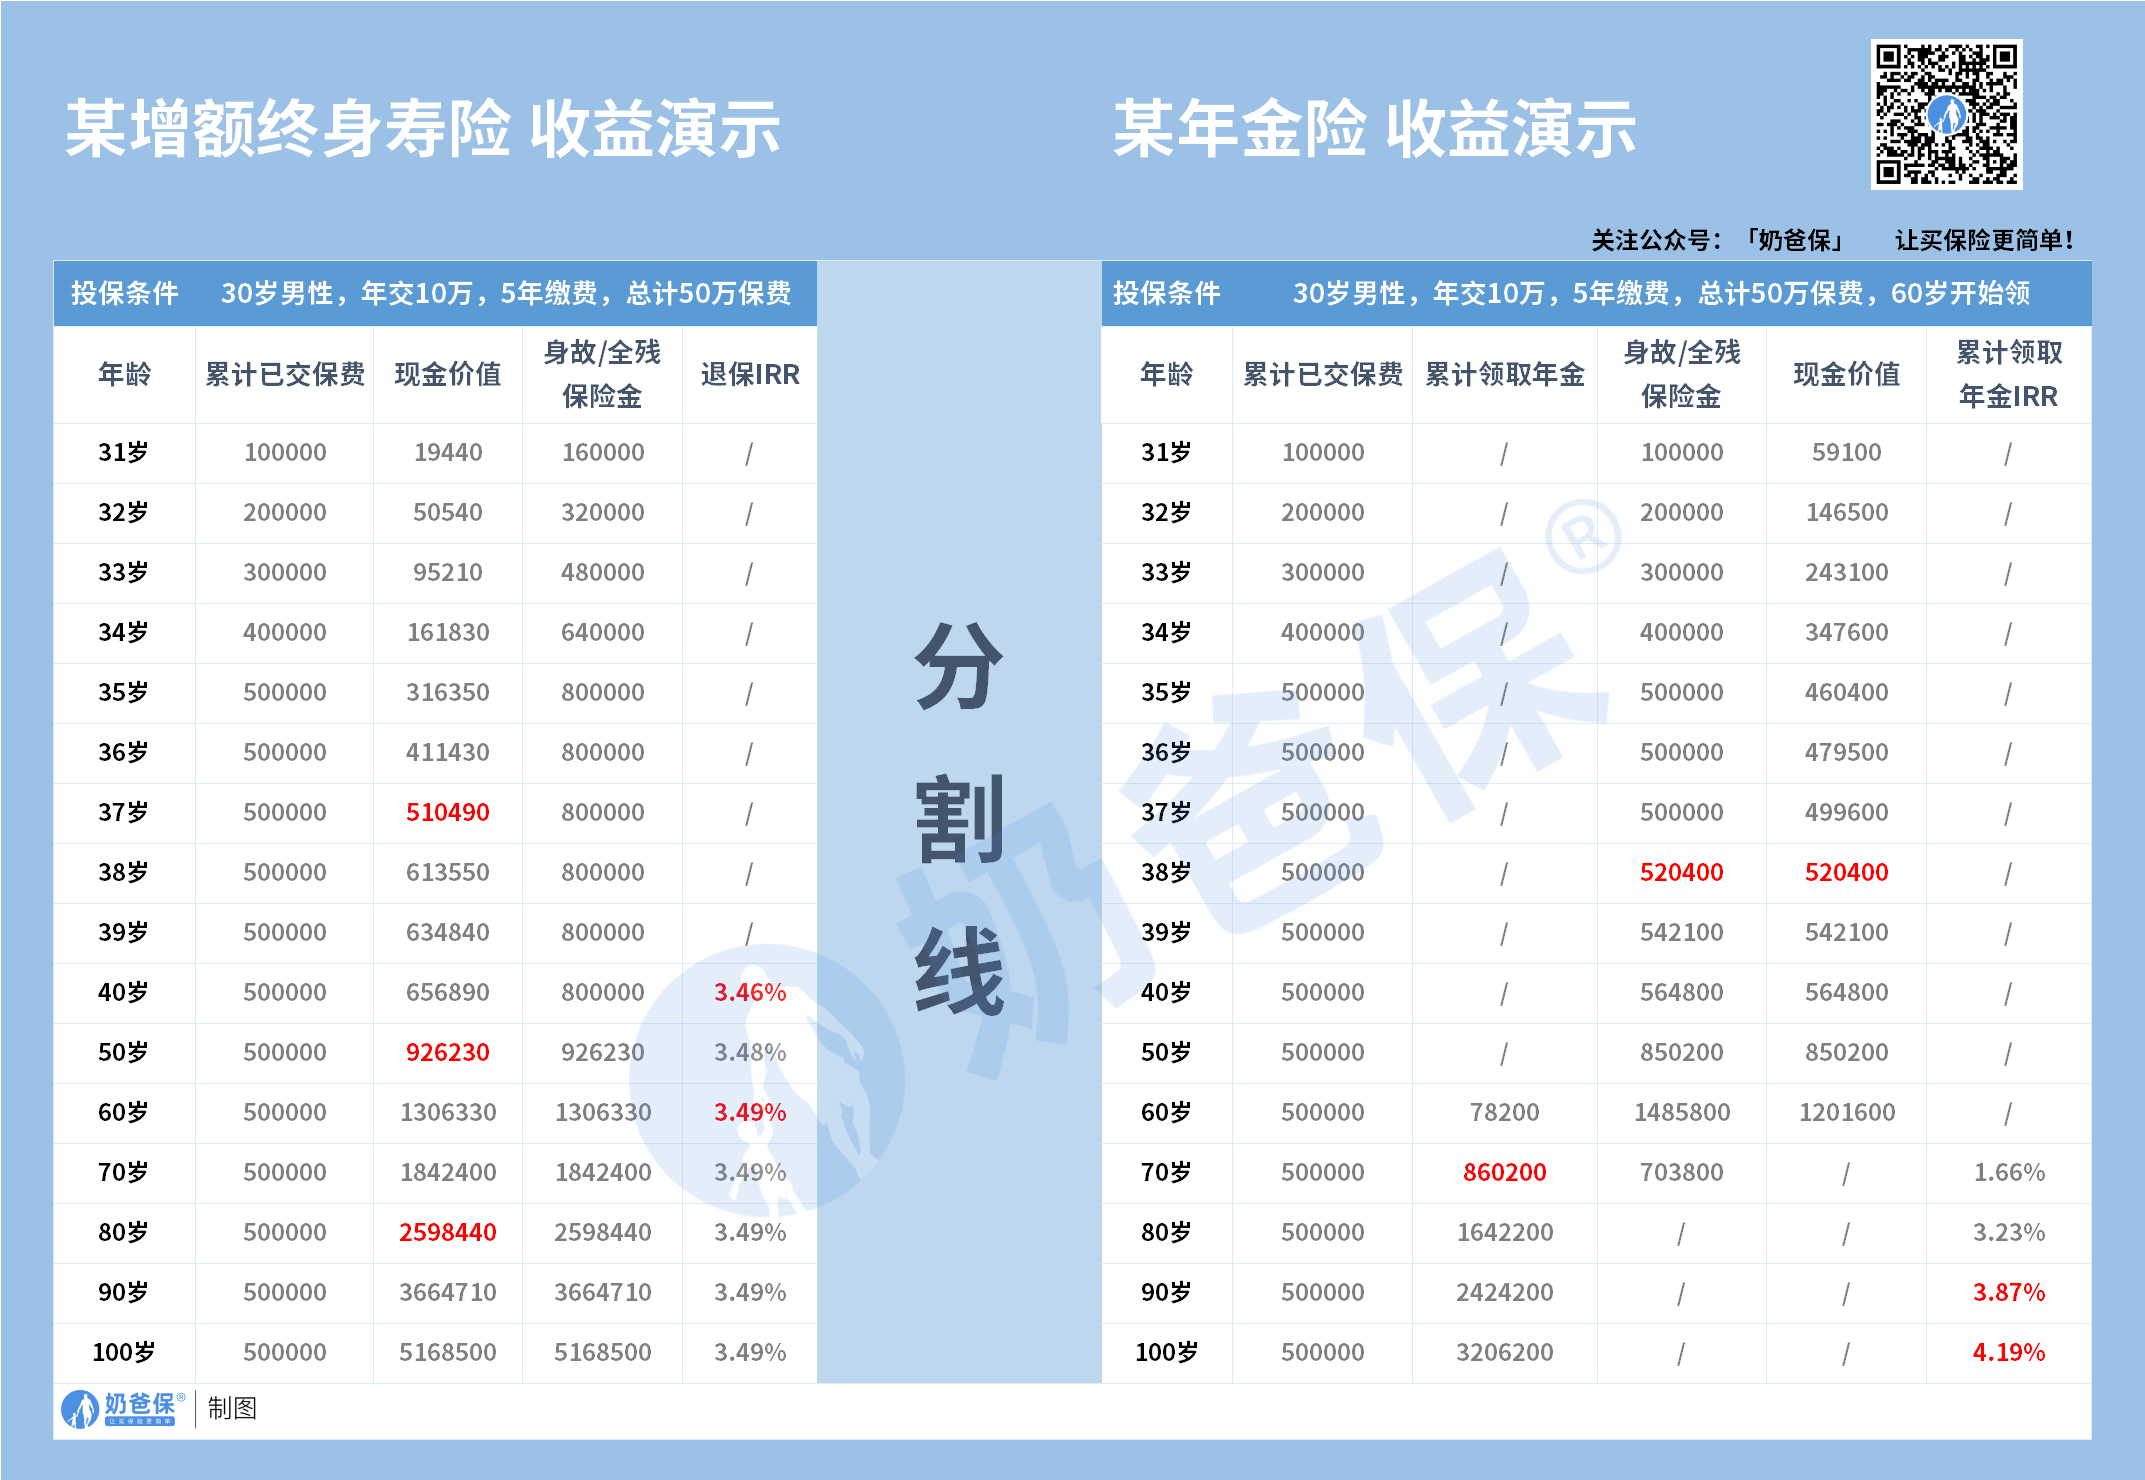 某增额终身寿险 收益演示
某年金险 收益演示
关注公众号：「奶爸保」 让买保险更简单！
投保条件 30岁男性，年交10万，5年缴费，总计50万保费
年龄 累计已交保费 现金价值 身故/全残保险金 退保IRR
31岁 100000 19440 160000 /
32岁 200000 50540 320000 /
33岁 300000 95210 480000 /
34岁 400000 161830 640000 /
35岁 500000 316350 800000 /
36岁 500000 411430 800000 /
37岁 500000 510490 800000 /
38岁 500000 613550 800000 /
39岁 500000 634840 800000 /
40岁 500000 656890 800000 3.46%
50岁 500000 926230 926230 3.48%
60岁 500000 1306330 1306330 3.49%
70岁 500000 1842400 1842400 3.49%
80岁 500000 2598440 2598440 3.49%
90岁 500000 3664710 3664710 3.49%
100岁 500000 5168500 5168500 3.49%
分
割
线
投保条件 30岁男性，年交10万，5年缴费，总计50万保费，60岁开始领
年龄 累计已交保费 累计领取年金 身故/全残保险金 现金价值 累计领取年金IRR
31岁 100000 / 100000 59100 /
32岁 200000 / 200000 146500 /
33岁 300000 / 300000 243100 /
34岁 400000 / 400000 347600 /
35岁 500000 / 500000 460400 /
36岁 500000 / 500000 479500 /
37岁 500000 / 500000 499600 /
38岁 500000 / 520400 520400 /
39岁 500000 / 542100 542100 /
40岁 500000 / 564800 564800 /
50岁 500000 / 850200 850200 /
60岁 500000 78200 1485800 1201600 /
70岁 500000 860200 703800 / 1.66%
80岁 500000 1642200 / / 3.23%
90岁 500000 2424200 / / 3.87%
100岁 500000 3206200 / / 4.19%
奶爸保®
奶爸保® 制图
让买保险更简单